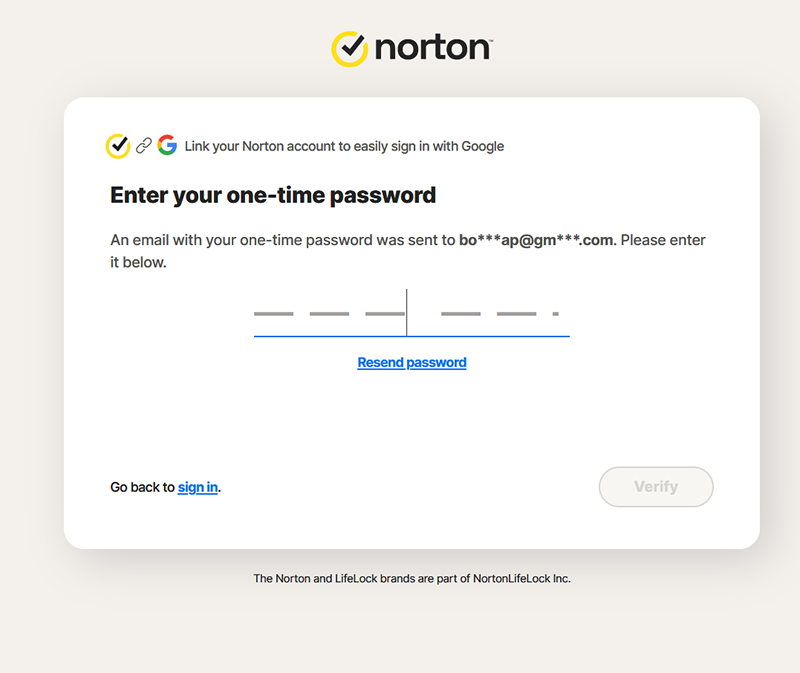 norton™
Link your Norton account to easily sign in with Google
Enter your one-time password
An email with your one-time password was sent to bo***ap@gm***.com. Please enter
it below.
Resend password
Go back to sign in.
Verify
The Norton and LifeLock brands are part of NortonLifeLock Inc.